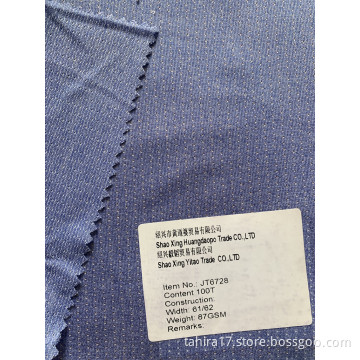 绍兴市黄道婆贸易有限公司
Shao Xing Huangdaopo Trade CO.,LTD
绍兴毅韬贸易有限公司
Shao Xing Yitao Trade CO.,LTD
Item No.: JT6728
Content 100T
Construction:
Width: 61/62
Weight: 87GSM
Remarks:
tahira17.store.bossgoo.com